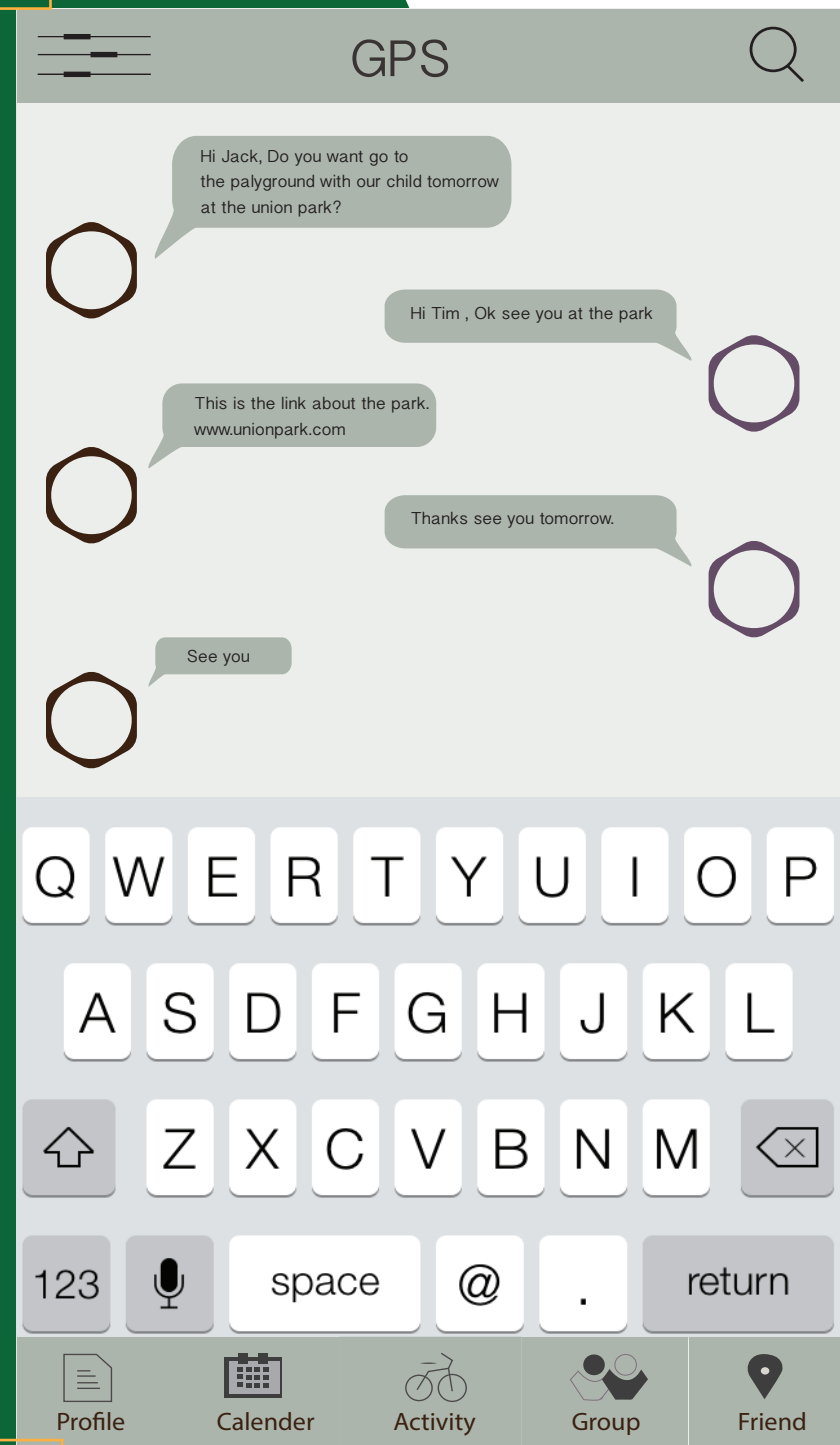 GPS
Hi Jack, Do you want go to
the palyground with our child tomorrow
at the union park?
Hi Tim , Ok see you at the park
This is the link about the park.
www.unionpark.com
Thanks see you tomorrow.
See you
Q W E R T Y U I O P
A S D F G H J K L
Z X C V B N M
123 space @ . return
Profile Calender Activity Group Friend